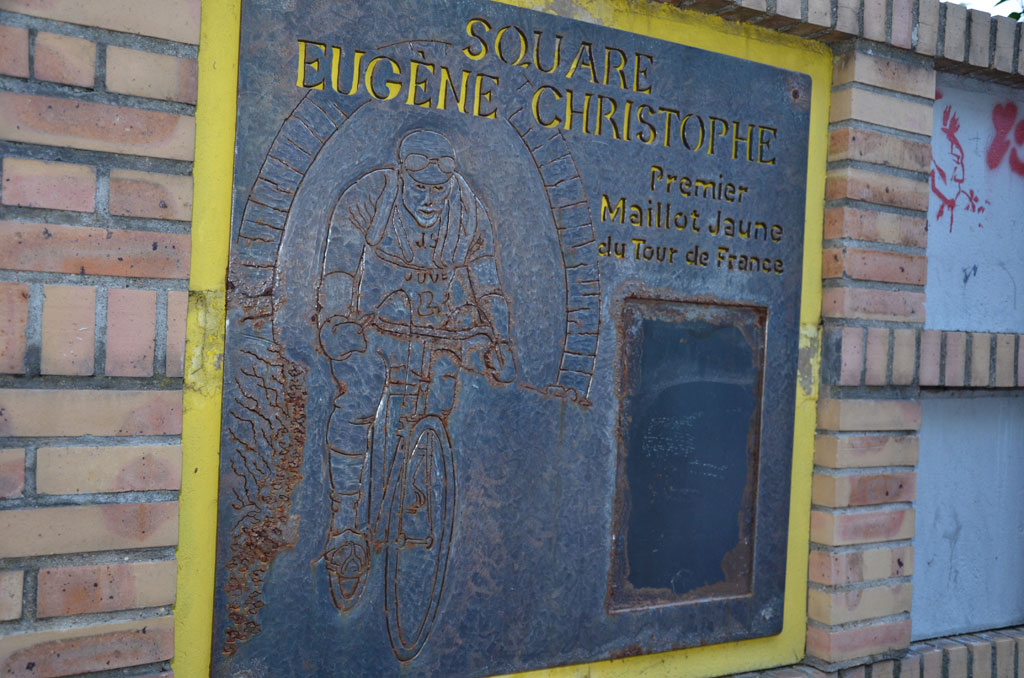 SQUARE
EUGÈNE CHRISTOPHE
Premier
Maillot Jaune
du Tour de France